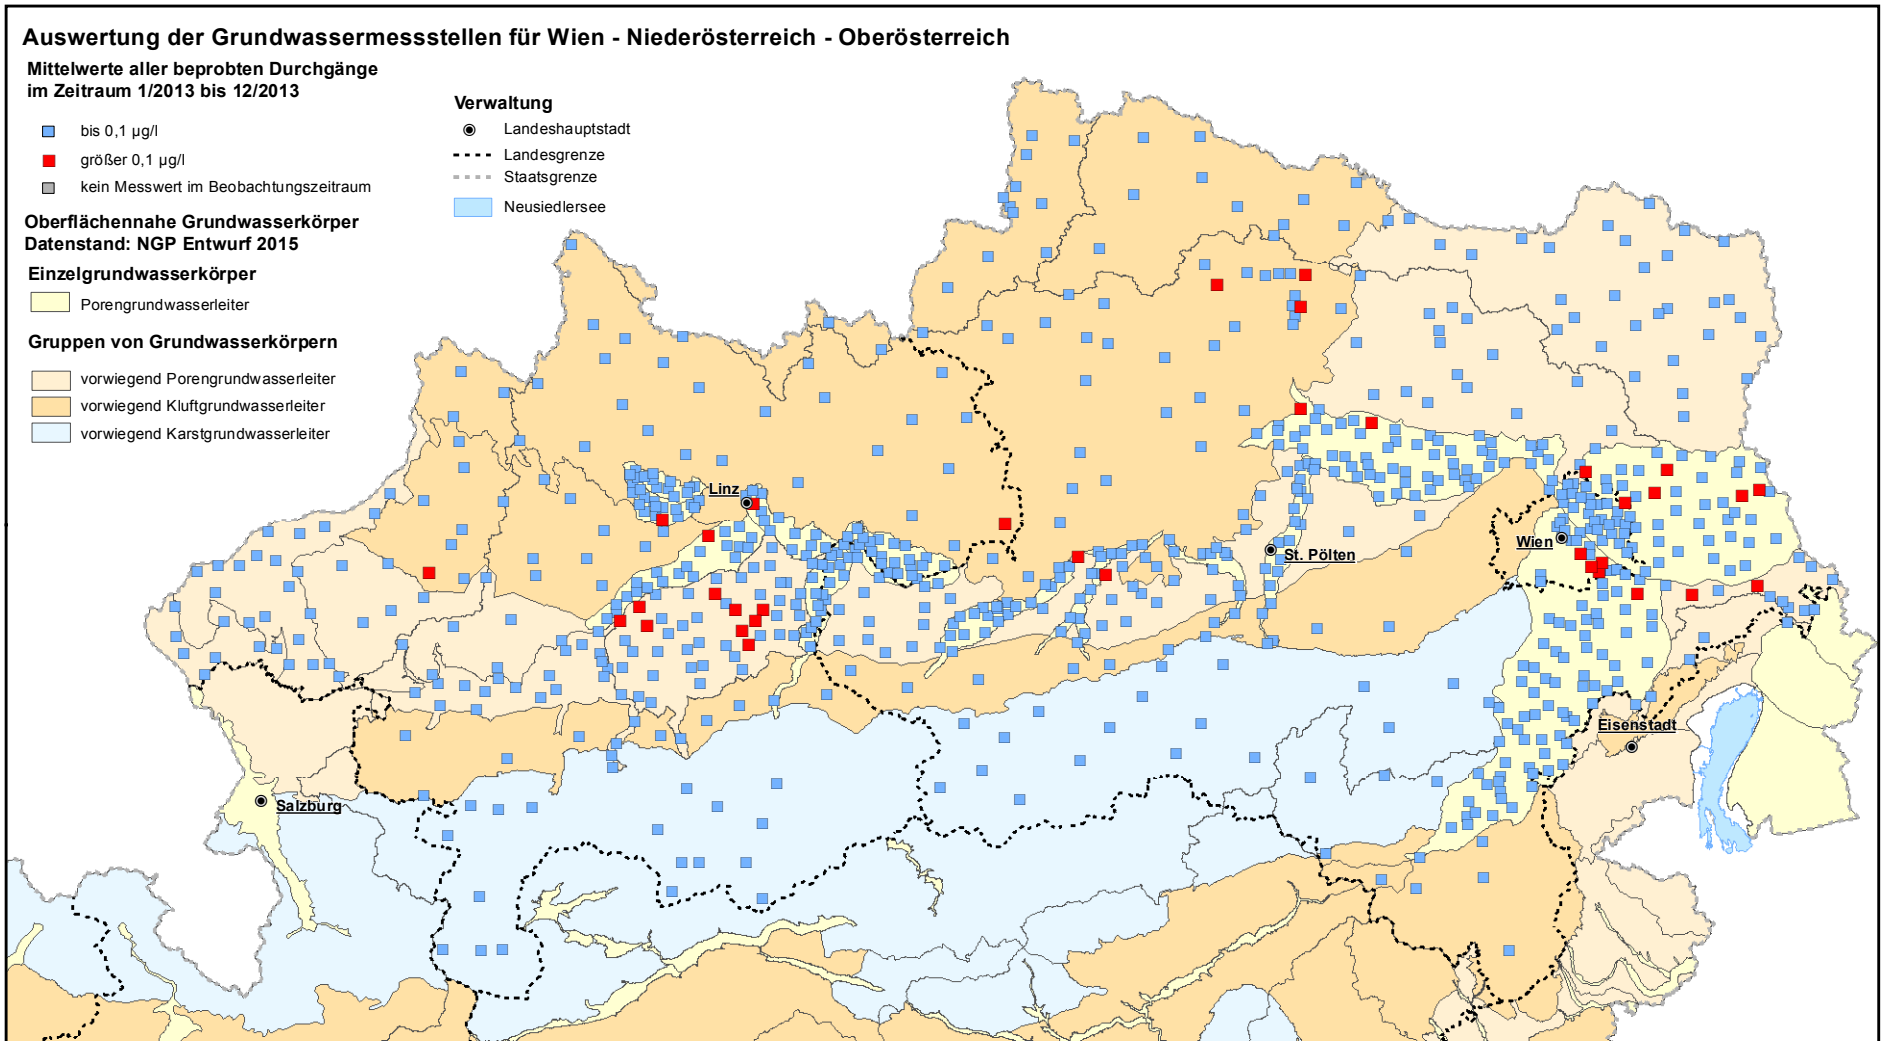 Auswertung der Grundwassermessstellen für Wien - Niederösterreich - Oberösterreich
Mittelwerte aller beprobten Durchgänge
im Zeitraum 1/2013 bis 12/2013
bis 0,1 µg/l
größer 0,1 µg/l
kein Messwert im Beobachtungszeitraum
Oberflächennahe Grundwasserkörper
Datenstand: NGP Entwurf 2015
Einzelgrundwasserkörper
Porengrundwasserleiter
Gruppen von Grundwasserkörpern
vorwiegend Porengrundwasserleiter
vorwiegend Kluftgrundwasserleiter
vorwiegend Karstgrundwasserleiter
Verwaltung
Landeshauptstadt
Landesgrenze
Staatsgrenze
Neusiedlersee
Linz
Wien
St. Pölten
Eisenstadt
Salzburg